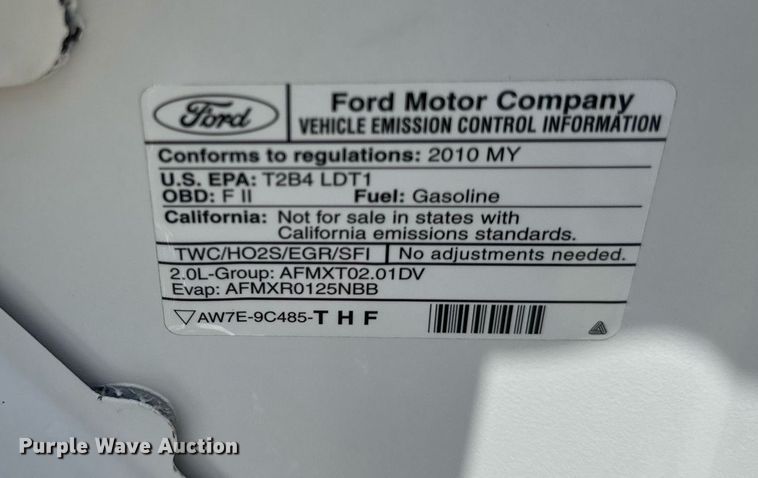 Ford
Ford Motor Company
VEHICLE EMISSION CONTROL INFORMATION
Conforms to regulations: 2010 MY
U.S. EPA: T2B4 LDT1
OBD: F II Fuel: Gasoline
California: Not for sale in states with
California emissions standards.
TWC/HO2S/EGR/SFI No adjustments needed.
2.0L-Group: AFMXT02.01DV
Evap: AFMXR0125NBB
AW7E-9C485-THF
Purple Wave Auction